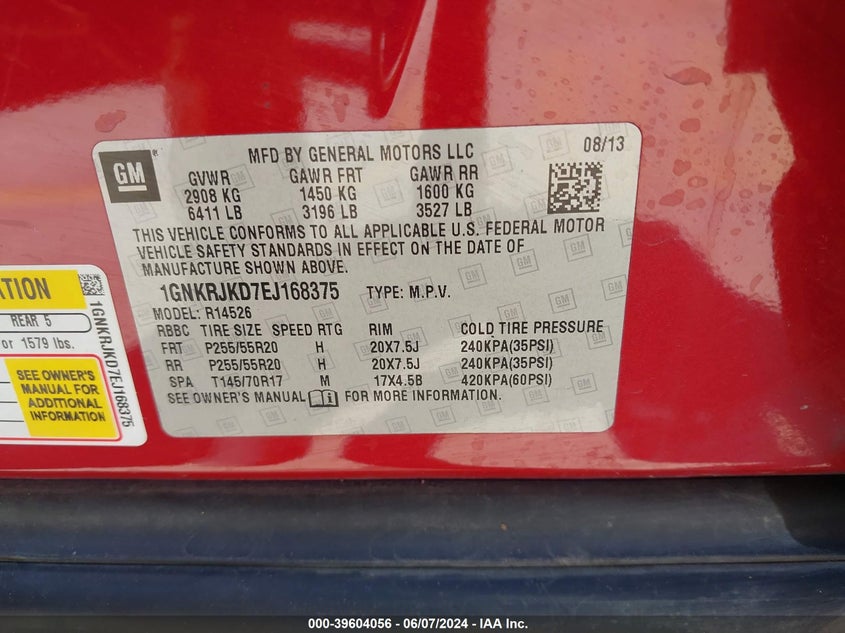 GM
MFD BY GENERAL MOTORS LLC 08/13
GVWR GAWR FRT GAWR RR
2908 KG 1450 KG 1600 KG
6411 LB 3196 LB 3527 LB
THIS VEHICLE CONFORMS TO ALL APPLICABLE U.S. FEDERAL MOTOR
VEHICLE SAFETY STANDARDS IN EFFECT ON THE DATE OF
MANUFACTURE SHOWN ABOVE.
1GNKRJKD7EJ168375 TYPE: M.P.V.
MODEL: R14526
RBBC TIRE SIZE SPEED RTG RIM COLD TIRE PRESSURE
FRT P255/55R20 H 20X7.5J 240KPA(35PSI)
RR P255/55R20 H 20X7.5J 240KPA(35PSI)
SPA T145/70R17 M 17X4.5B 420KPA(60PSI)
SEE OWNER'S MANUAL FOR MORE INFORMATION.
ATION
REAR 5
or 1579 lbs.
SEE OWNER'S
MANUAL FOR
ADDITIONAL
INFORMATION
1GNKRJKD7EJ168375
000-39604056 - 06/07/2024 - IAA Inc.